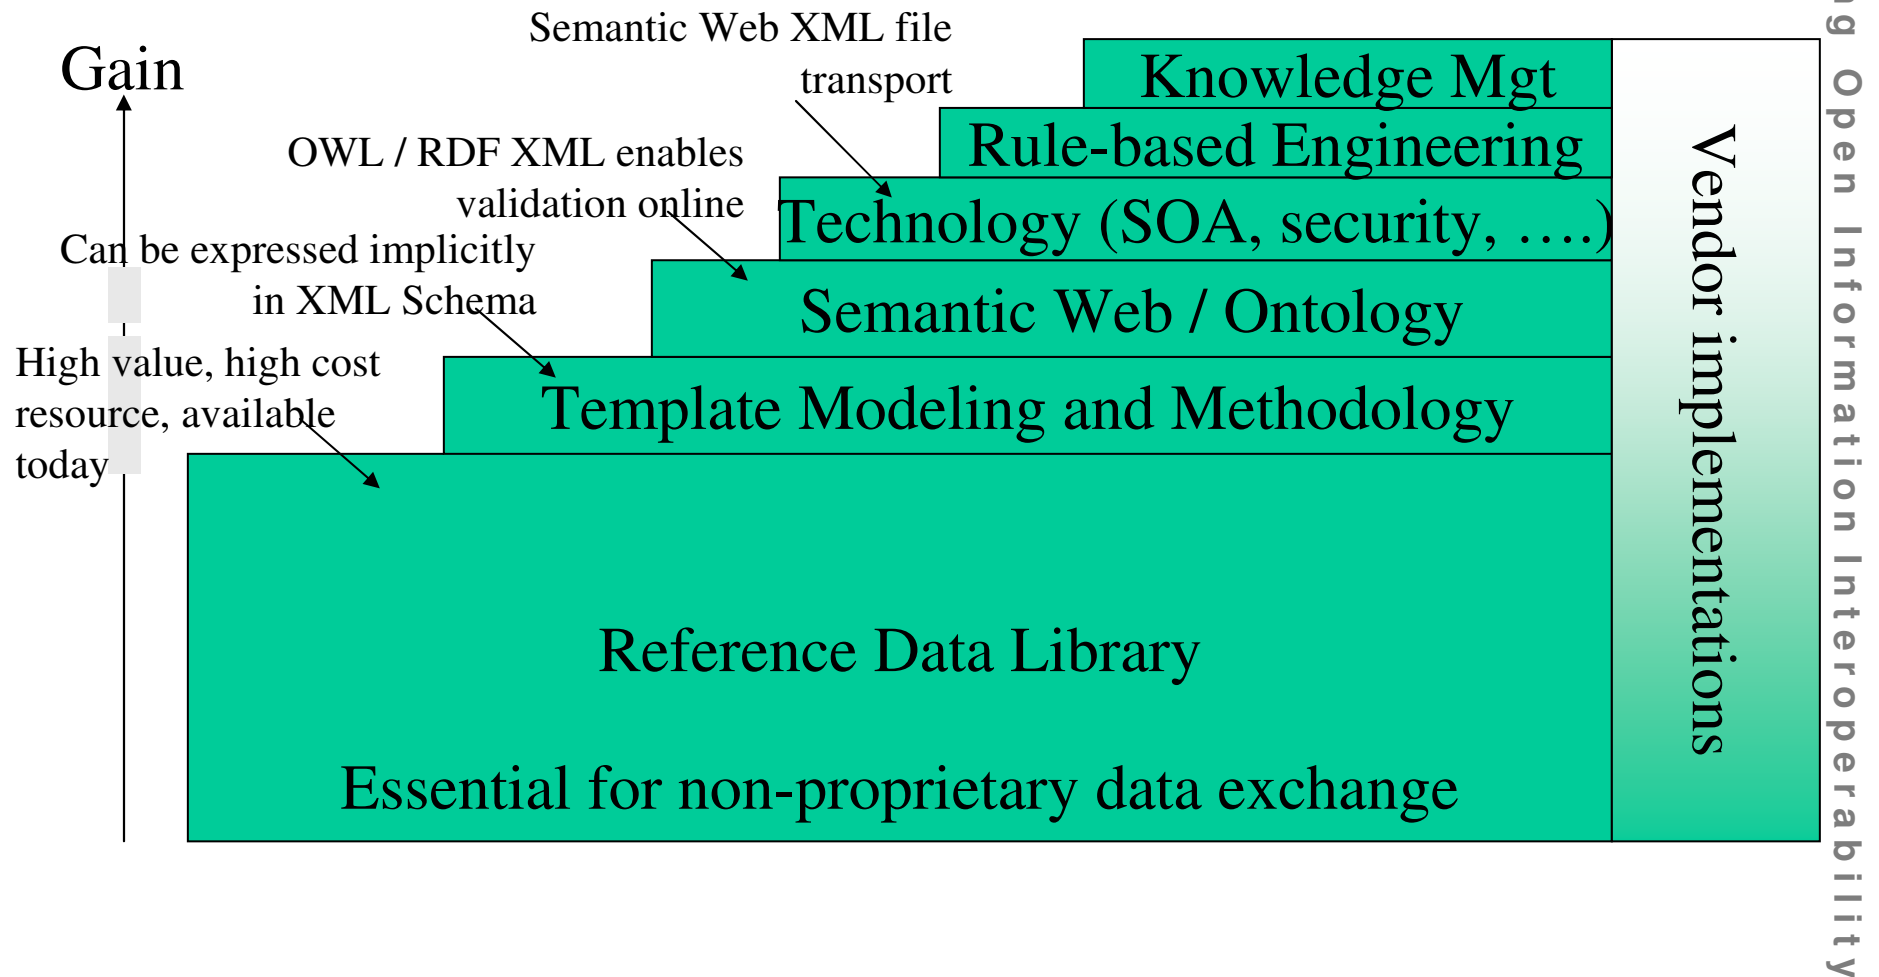 Gain
Semantic Web XML file
transport
OWL / RDF XML enables
validation online
Can be expressed implicitly
in XML Schema
High value, high cost
resource, available
today
Knowledge Mgt
Rule-based Engineering
Technology (SOA, security, ….)
Semantic Web / Ontology
Template Modeling and Methodology
Reference Data Library
Essential for non-proprietary data exchange
Vendor implementations
Open Information Interoperability